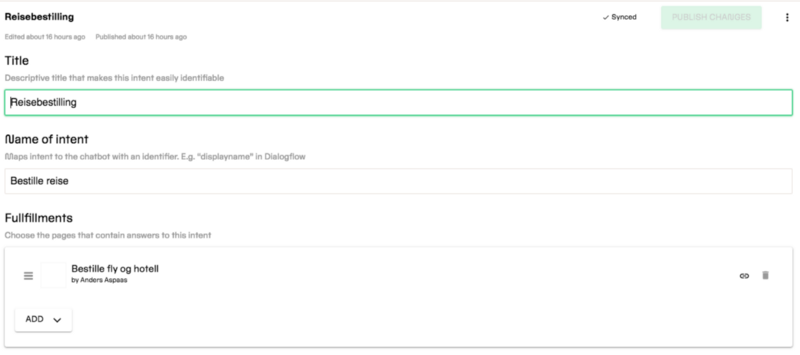 Reisebestilling
✓ Synced
PUBLISH CHANGES
Edited about 16 hours ago Published about 16 hours ago
Title
Descriptive title that makes this intent easily identifiable
Reisebestilling
Name of intent
Maps intent to the chatbot with an identifier. E.g. "displayname" in Dialogflow
Bestille reise
Fullfillments
Choose the pages that contain answers to this intent
Bestille fly og hotell
by Anders Aspaas
ADD